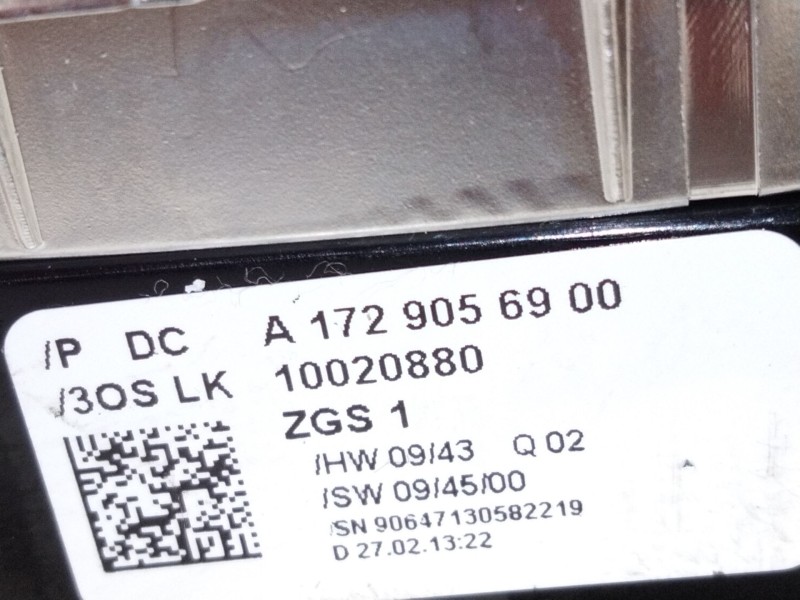 /P DC A 172 905 69 00
/3OS LK 10020880
ZGS 1
/HW 09/43 Q 02
/SW 09/45/00
/SN 90647130582219
D 27.02.13:22